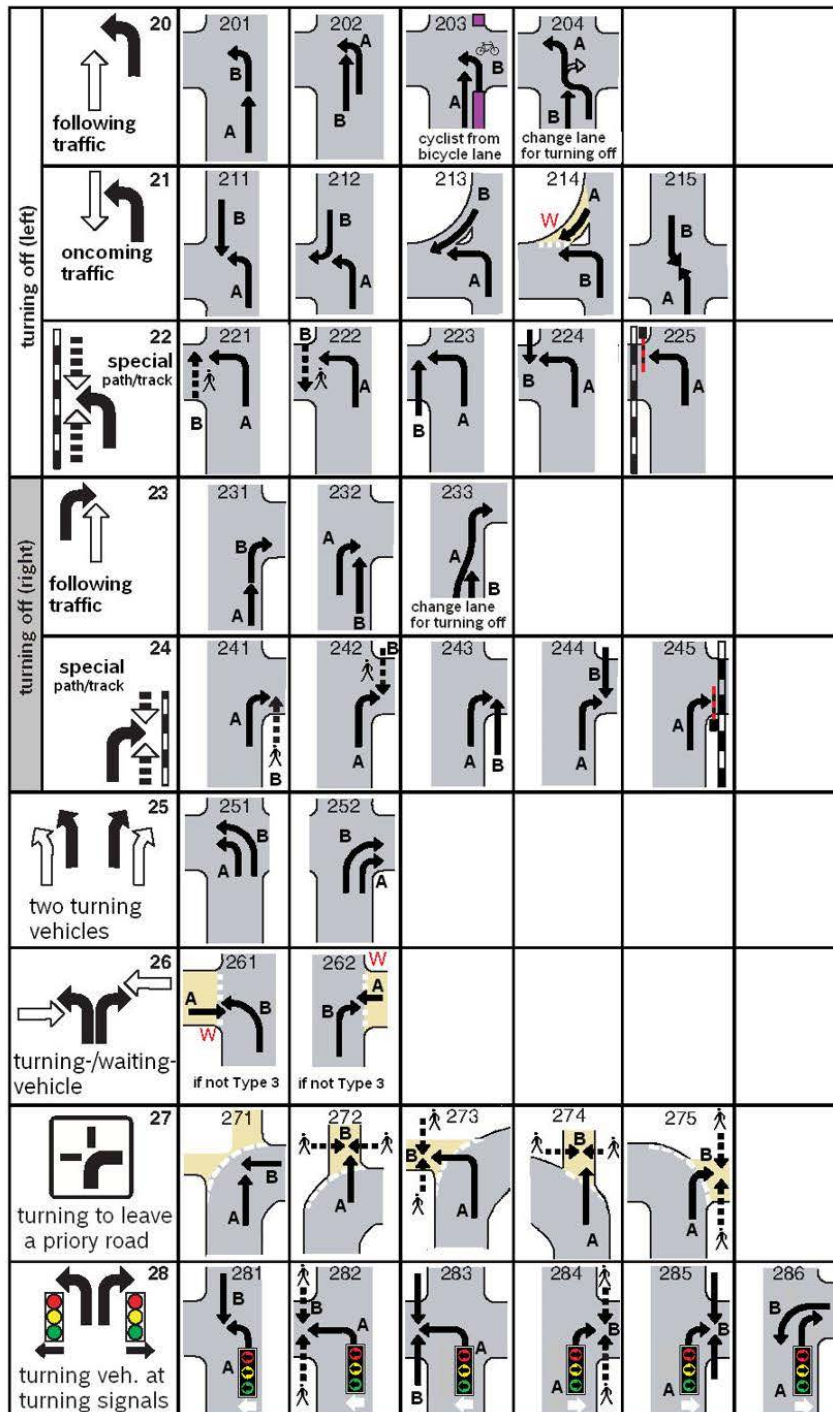 turning off (left)
20
following
traffic
201
B
A
202
A
B
203
B
A
cyclist from
bicycle lane
204
A
B
change lane
for turning off
21
oncoming
traffic
211
B
A
212
B
A
213
B
A
214
A
W
B
215
B
A
22
special
path/track
221
B
A
222
B
A
223
B
A
224
B
A
225
A
turning off (right)
23
following
traffic
231
B
A
232
A
B
233
A
B
change lane
for turning off
24
special
path/track
241
A
B
242
B
A
243
A
B
244
B
A
245
A
25
two turning
vehicles
251
B
A
252
B
A
26
turning-/waiting-
vehicle
261
A
B
W
if not Type 3
262
W
A
B
if not Type 3
27
turning to leave
a priory road
271
B
A
272
B
A
273
B
A
274
B
A
275
B
A
28
turning veh. at
turning signals
281
B
A
282
B
A
283
A
B
284
B
A
285
B
A
286
B
A